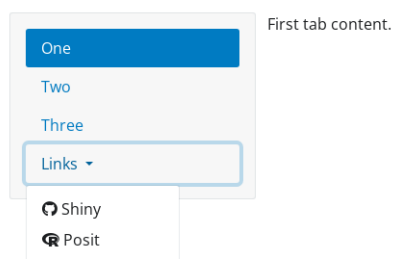 One
Two
Three
Links
Shiny
Posit
First tab content.